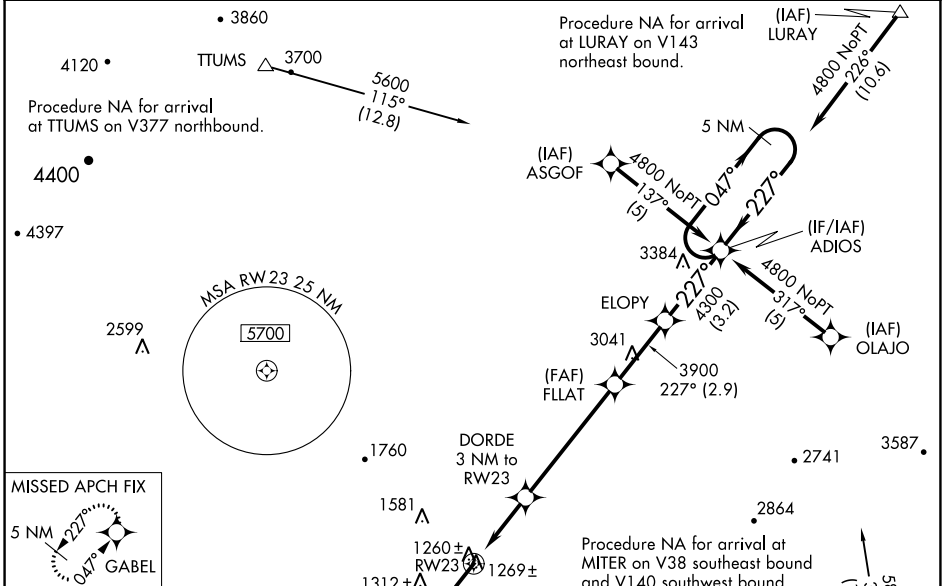 3860
TTUMS
3700
4120
5600
115°
(12.8)
Procedure NA for arrival
at TTUMS on V377 northbound.
4400
4397
Procedure NA for arrival
at LURAY on V143
northeast bound.
(IAF)
LURAY
4800 NoPT
226°
(10.6)
5 NM
(IAF)
ASGOF
4800 NoPT
137°
(5)
047°
227°
(IF/IAF)
ADIOS
3384
227°
4300
(3.2)
4800 NoPT
317°
(5)
(IAF)
OLAJO
ELOPY
3041
3900
227° (2.9)
(FAF)
FLLAT
MSA RW23 25 NM
5700
2599
DORDE
3 NM to
RW23
1760
2741
3587
2864
1581
MISSED APCH FIX
5 NM
227°
047°
GABEL
1260±
RW23
1269±
1312±
Procedure NA for arrival at
MITER on V38 southeast bound
and V140 southwest bound